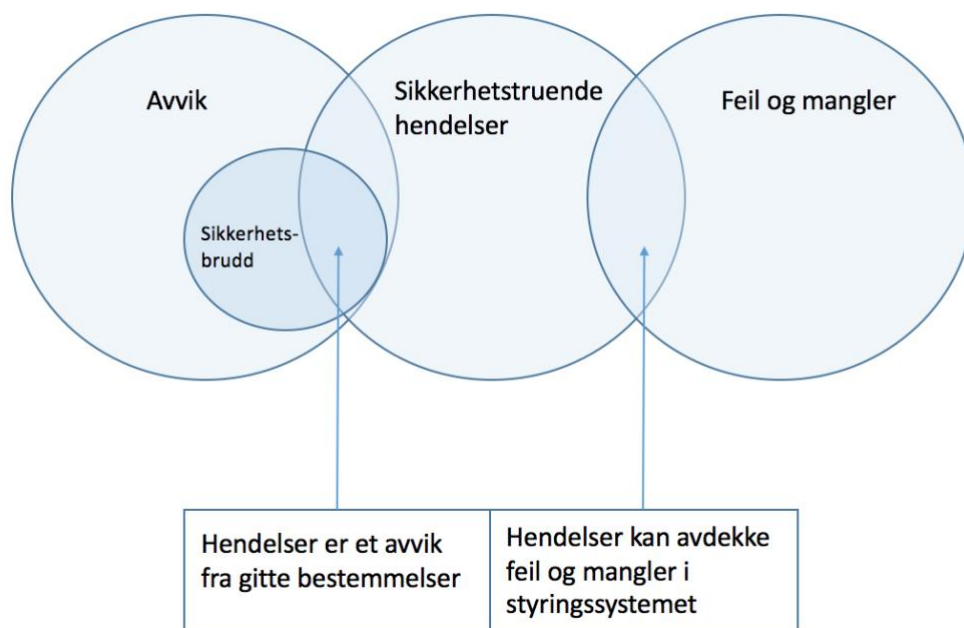 Avvik
Sikkerhetstruende
hendelser
Feil og mangler
Sikkerhets-
brudd
Hendelser er et avvik
fra gitte bestemmelser
Hendelser kan avdekke
feil og mangler i
styringssystemet